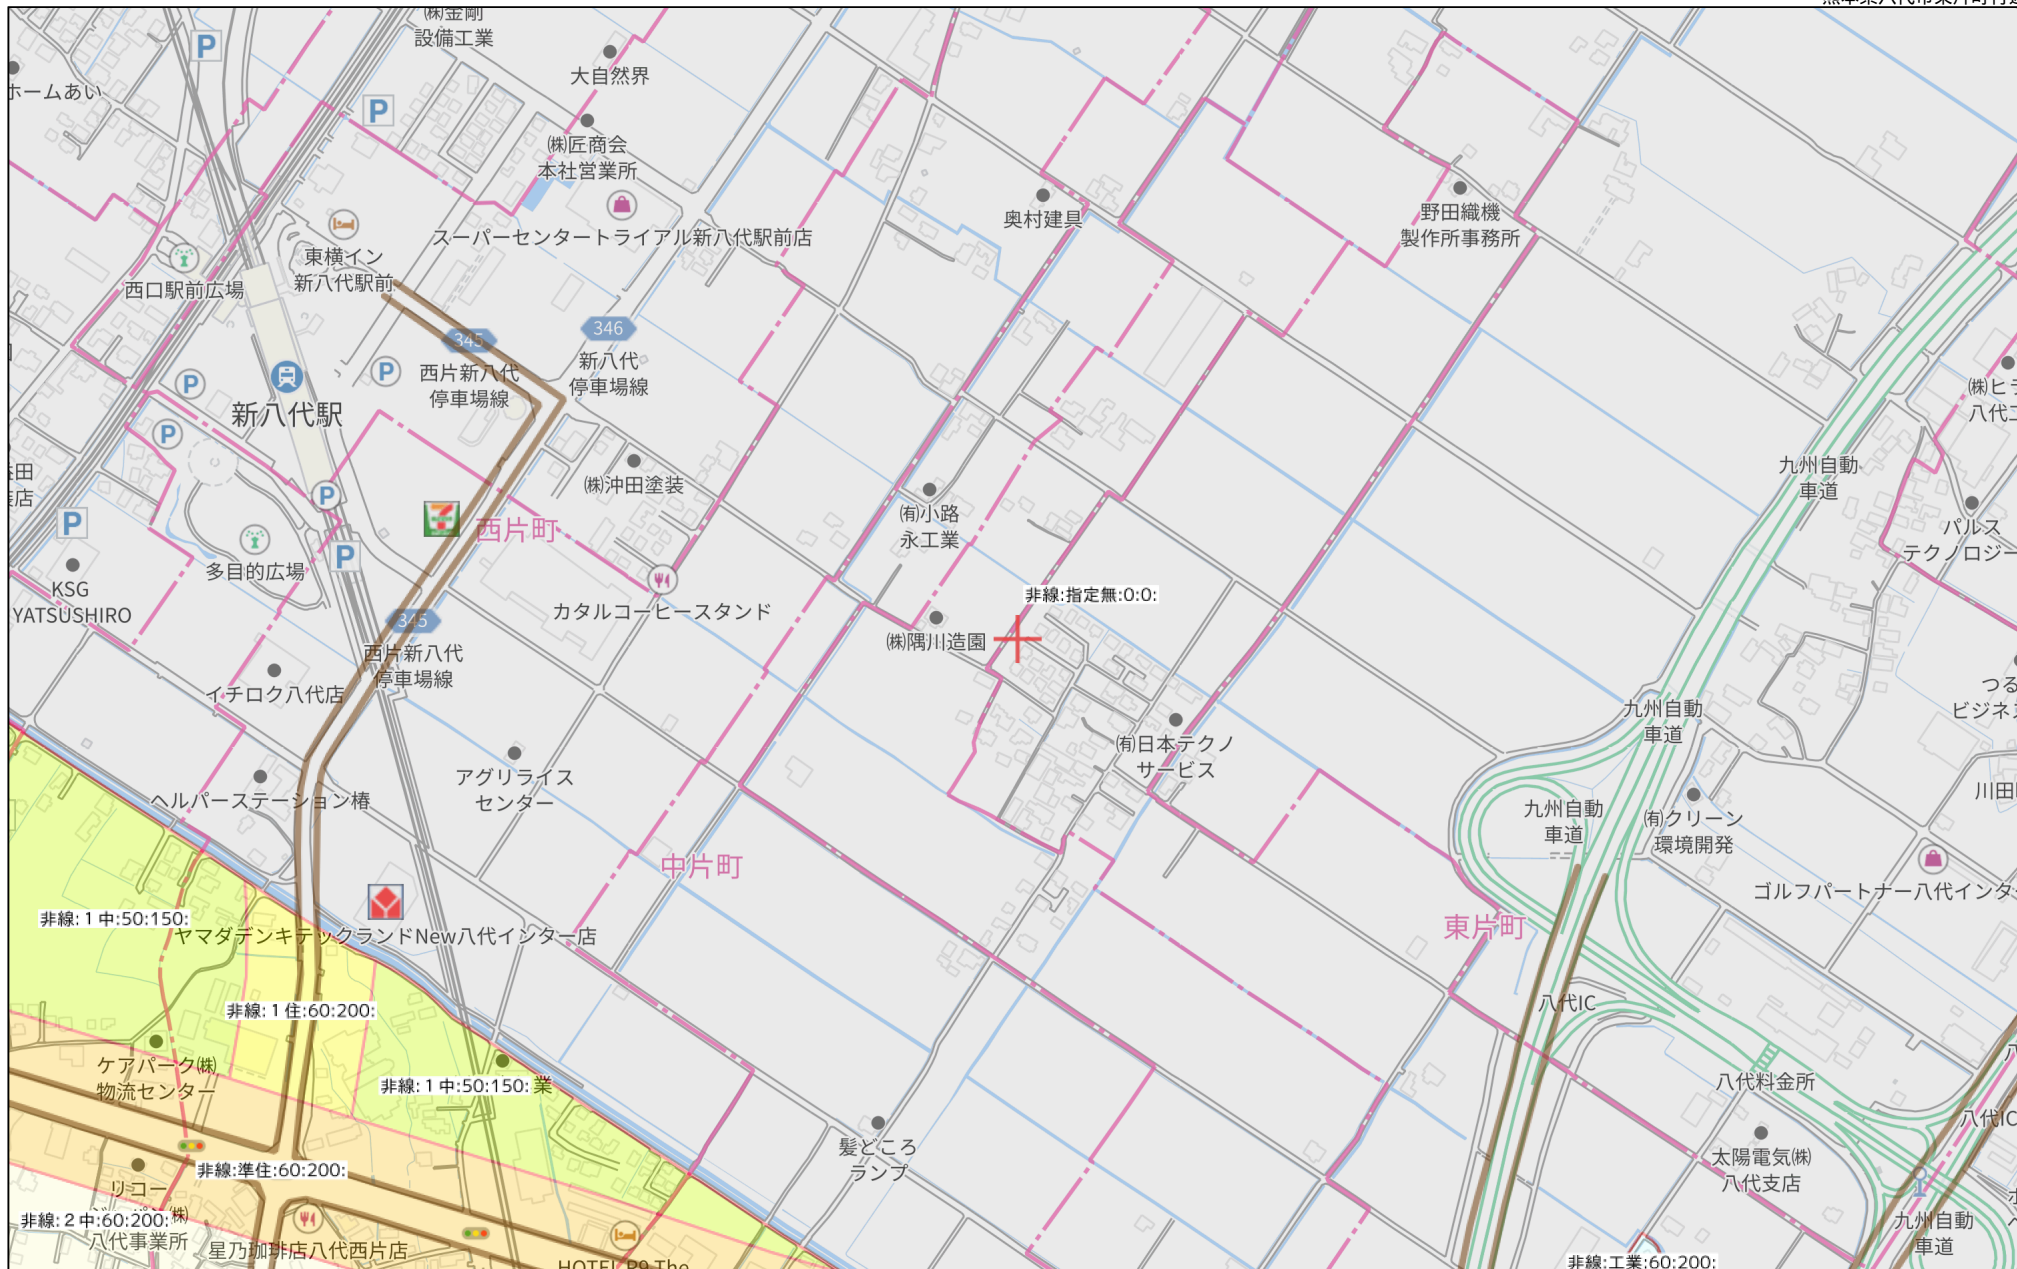 ㈱金剛
設備工業
大自然界
ホームあい
㈱匠商会
本社営業所
スーパーセンタートライアル新八代駅前店
奥村建具
野田織機
製作所事務所
東横イン
新八代駅前
西口駅前広場
345
346
西片新八代
停車場線
新八代
停車場線
新八代駅
㈱沖田塗装
西片町
多目的広場
KSG
YATSUSHIRO
カタルコーヒースタンド
㈲小路
永工業
非線:指定無:0:0:
㈱隅川造園
345
西片新八代
停車場線
イチロク八代店
九州自動
車道
パルス
テクノロジー
九州自動
車道
㈲日本テクノ
サービス
アグリライス
センター
ヘルパーステーション椿
九州自動
車道
㈲クリーン
環境開発
中片町
東片町
ゴルフパートナー八代インター
ヤマダデンキテックランドNew八代インター店
非線:1中:50:150:
非線:1住:60:200:
八代IC
ケアパーク㈱
物流センター
非線:1中:50:150:
業
八代料金所
八代IC
髪どころ
ランプ
太陽電気㈱
八代支店
非線:準住:60:200:
リコー
非線:2中:60:200:
八代事業所
星乃珈琲店八代西片店
HOTEL R9 The
九州自動
車道
非線:工業:60:200:
P
P
P
P
P
P
P
P